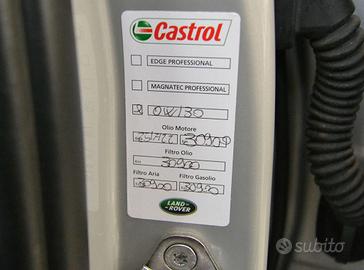 Castrol
EDGE PROFESSIONAL
MAGNATEC PROFESSIONAL
0W/30
Olio Motore
30900
Filtro Olio
30900
Filtro Aria Filtro Gasolio
30900 30900
LAND-
ROVER
subito